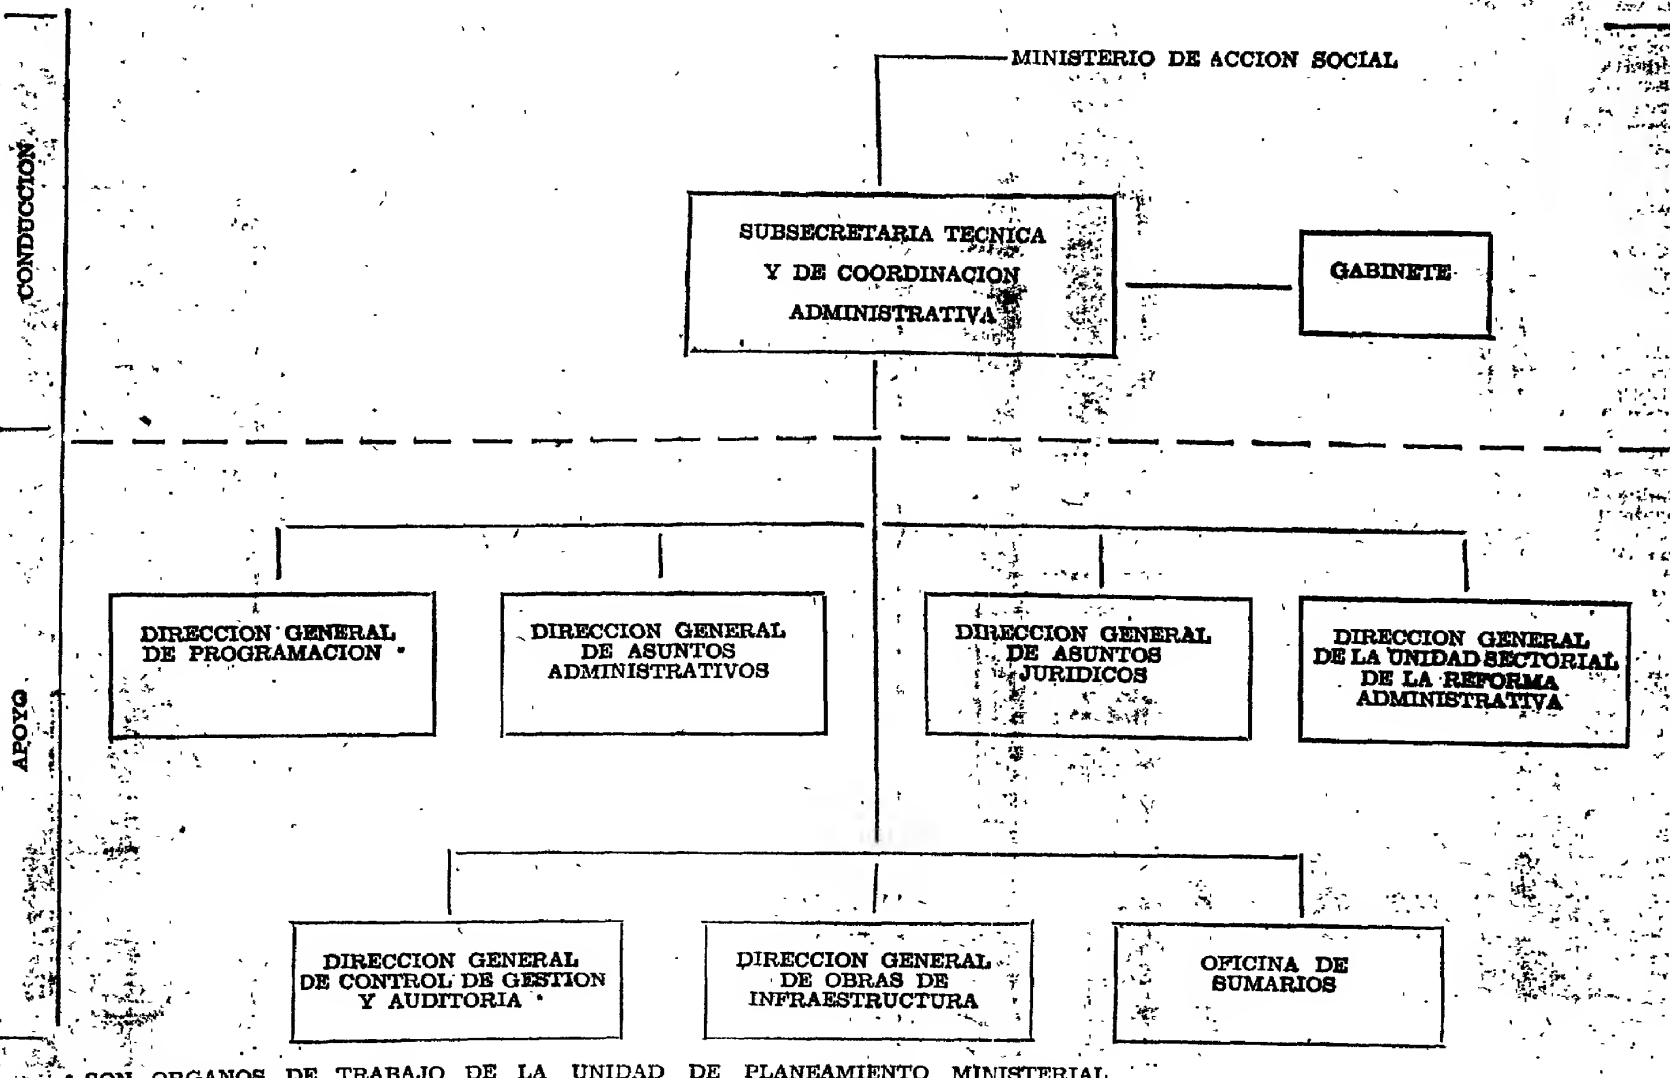 MINISTERIO DE ACCION SOCIAL
CONDUCCION
SUBSECRETARIA TECNICA
Y DE COORDINACION
ADMINISTRATIVA
GABINETE
APOYO
DIRECCION GENERAL
DE PROGRAMACION *
DIRECCION GENERAL
DE ASUNTOS
ADMINISTRATIVOS
DIRECCION GENERAL
DE ASUNTOS
JURIDICOS
DIRECCION GENERAL
DE LA UNIDAD SECTORIAL
DE LA REFORMA
ADMINISTRATIVA
DIRECCION GENERAL
DE CONTROL DE GESTION
Y AUDITORIA *
DIRECCION GENERAL
DE OBRAS DE
INFRAESTRUCTURA
OFICINA DE
SUMARIOS
* SON ORGANOS DE TRABAJO DE LA UNIDAD DE PLANEAMIENTO MINISTERIAL